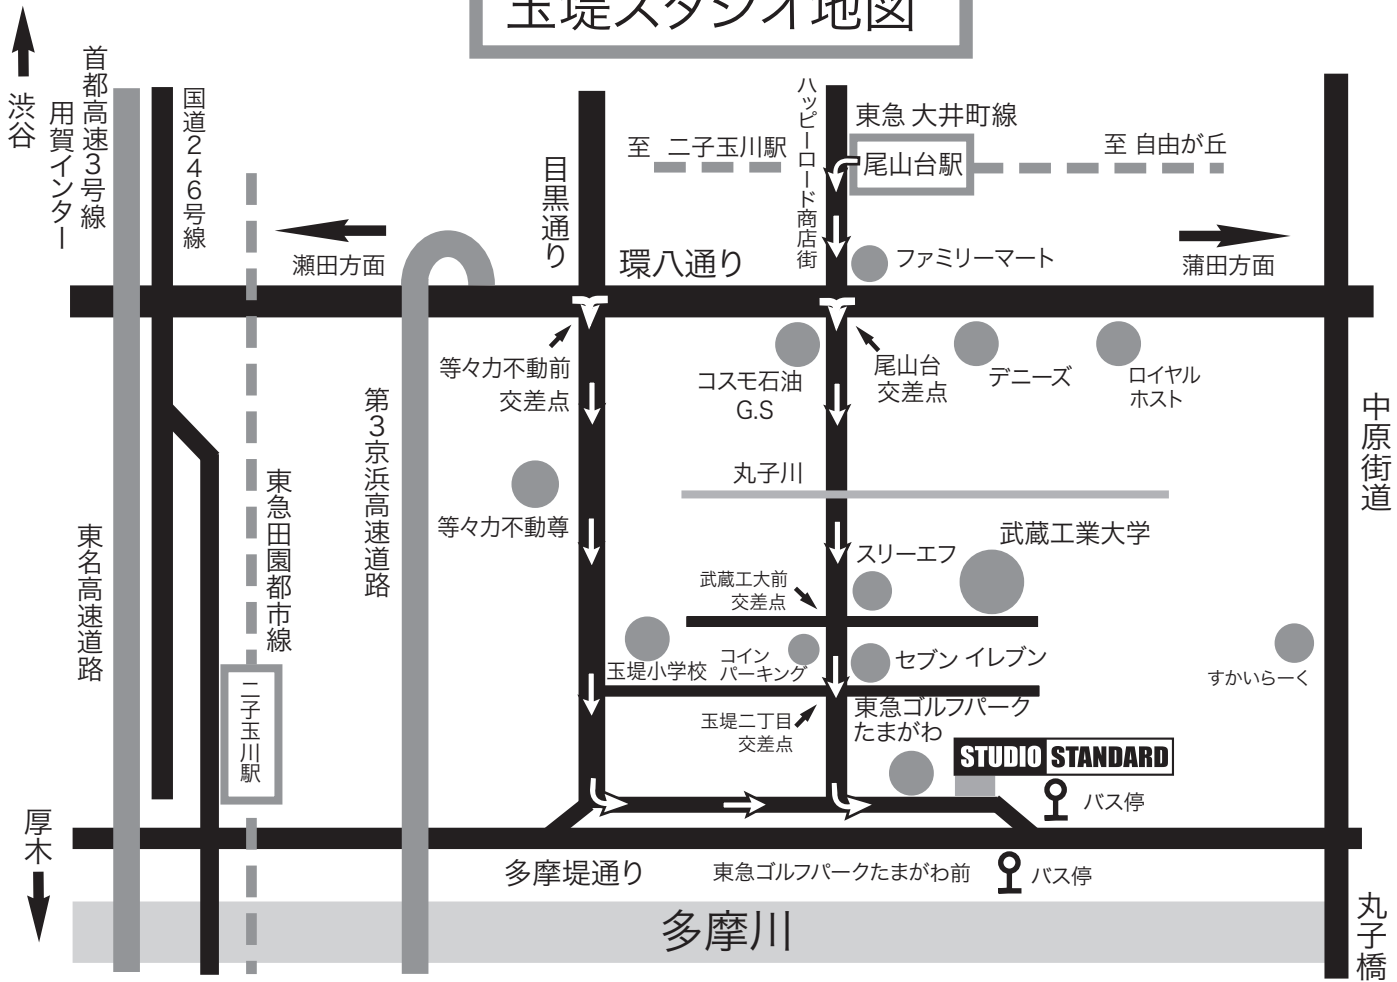 玉堤スタジオ地図
渋谷
首都高速3号線
用賀インター
国道246号線
目黒通り
至 二子玉川駅
ハッピーロード商店街
東急 大井町線
尾山台駅
至 自由が丘
瀬田方面
環八通り
ファミリーマート
蒲田方面
等々力不動前
交差点
コスモ石油
G.S
尾山台
交差点
デニーズ
ロイヤル
ホスト
中原街道
第3京浜高速道路
丸子川
東急田園都市線
等々力不動尊
東名高速道路
スリーエフ
武蔵工業大学
武蔵工大前
交差点
玉堤小学校
コイン
パーキング
セブン イレブン
すかいらーく
二子玉川駅
玉堤二丁目
交差点
東急ゴルフパーク
たまがわ
STUDIO STANDARD
バス停
厚木
多摩堤通り
東急ゴルフパークたまがわ前
バス停
多摩川
丸子橋